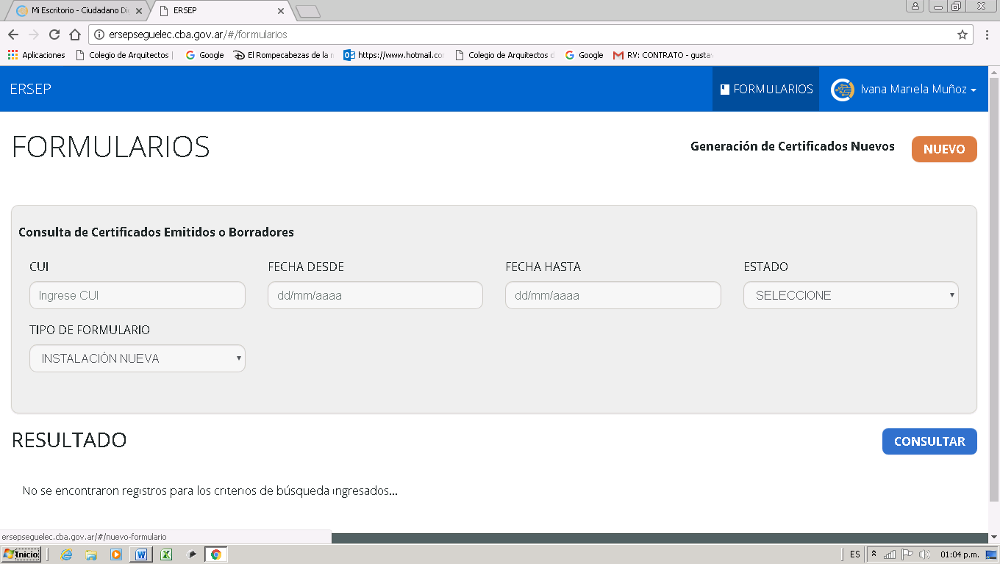 Mi Escritorio - Ciudadano Di
ERSEP
ersepseguelec.cba.gov.ar/#/formularios
Aplicaciones
Colegio de Arquitectos |
Google
El Rompecabezas de la
https://www.hotmail.co
Colegio de Arquitectos d
Google
RV: CONTRATO - gusta
ERSEP
FORMULARIOS
Ivana Mariela Muñoz
FORMULARIOS
Generación de Certificados Nuevos
NUEVO
Consulta de Certificados Emitidos o Borradores
CUI
FECHA DESDE
FECHA HASTA
ESTADO
Ingrese CUI
dd/mm/aaaa
dd/mm/aaaa
SELECCIONE
TIPO DE FORMULARIO
INSTALACIÓN NUEVA
RESULTADO
CONSULTAR
No se encontraron registros para los criterios de búsqueda ingresados...
ersepseguelec.cba.gov.ar/#/nuevo-formulario
Inicio
ES
01:04 p.m.